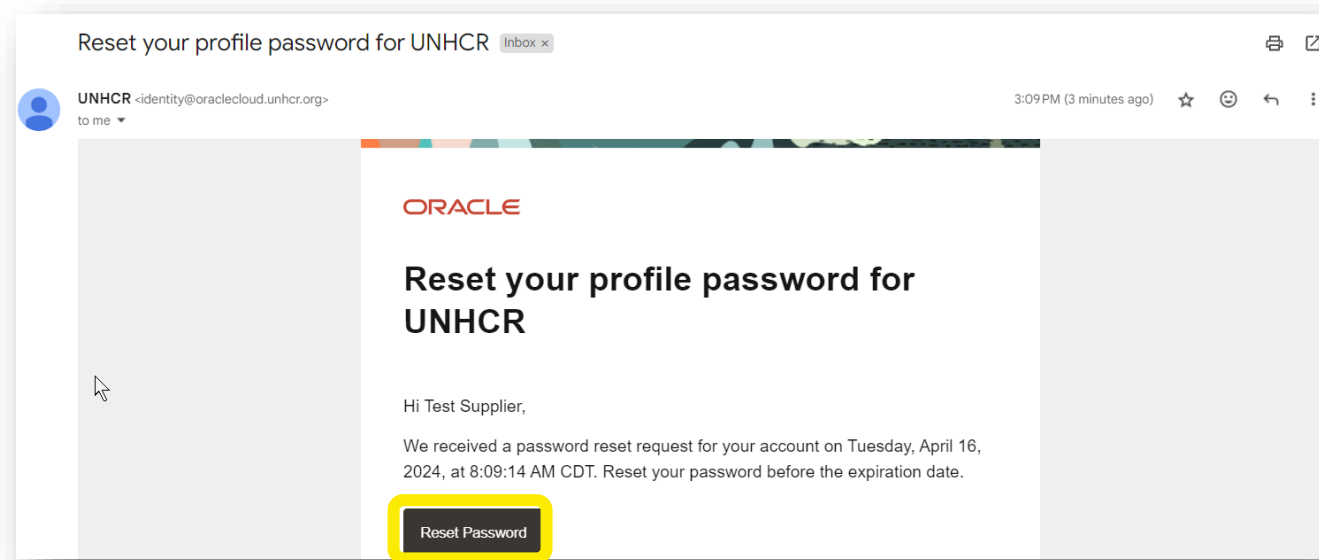 Reset your profile password for UNHCR Inbox ×
UNHCR <identity@oraclecloud.unhcr.org> 3:09 PM (3 minutes ago)
to me
ORACLE
Reset your profile password for
UNHCR
Hi Test Supplier,
We received a password reset request for your account on Tuesday, April 16,
2024, at 8:09:14 AM CDT. Reset your password before the expiration date.
Reset Password